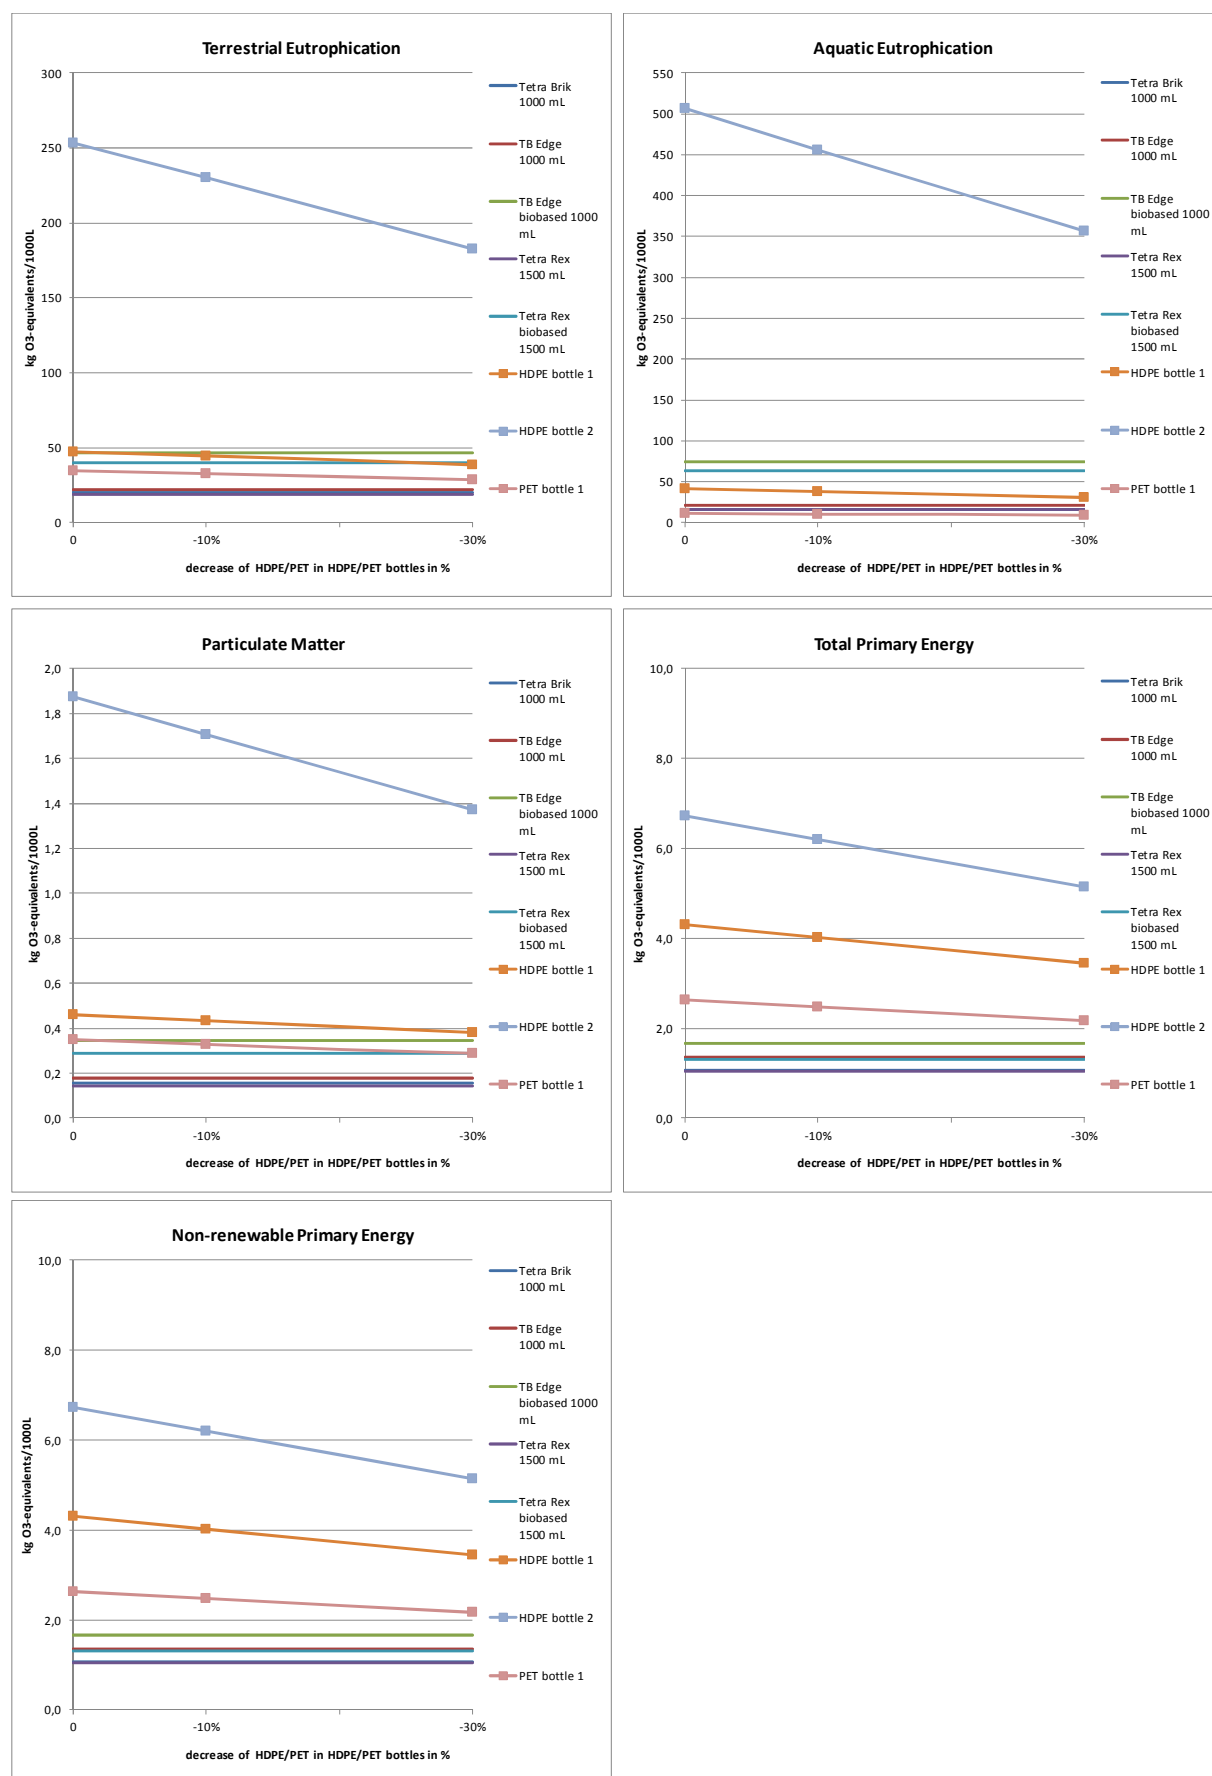 Terrestrial Eutrophication
kg O3-equivalents/1000L
300
250
200
150
100
50
0
0
-10%
-30%
decrease of HDPE/PET in HDPE/PET bottles in %
Tetra Brik
1000 mL
TB Edge
1000 mL
TB Edge
biobased 1000
mL
Tetra Rex
1500 mL
Tetra Rex
biobased
1500 mL
HDPE bottle 1
HDPE bottle 2
PET bottle 1
Aquatic Eutrophication
kg O3-equivalents/1000L
550
500
450
400
350
300
250
200
150
100
50
0
0
-10%
-30%
decrease of HDPE/PET in HDPE/PET bottles in %
Tetra Brik
1000 mL
TB Edge
1000 mL
TB Edge
biobased 1000
mL
Tetra Rex
1500 mL
Tetra Rex
biobased
1500 mL
HDPE bottle 1
HDPE bottle 2
PET bottle 1
Particulate Matter
kg O3-equivalents/1000L
2,0
1,8
1,6
1,4
1,2
1,0
0,8
0,6
0,4
0,2
0,0
0
-10%
-30%
decrease of HDPE/PET in HDPE/PET bottles in %
Tetra Brik
1000 mL
TB Edge
1000 mL
TB Edge
biobased 1000
mL
Tetra Rex
1500 mL
Tetra Rex
biobased
1500 mL
HDPE bottle 1
HDPE bottle 2
PET bottle 1
Total Primary Energy
kg O3-equivalents/1000L
10,0
8,0
6,0
4,0
2,0
0,0
0
-10%
-30%
decrease of HDPE/PET in HDPE/PET bottles in %
Tetra Brik
1000 mL
TB Edge
1000 mL
TB Edge
biobased 1000
mL
Tetra Rex
1500 mL
Tetra Rex
biobased
1500 mL
HDPE bottle 1
HDPE bottle 2
PET bottle 1
Non-renewable Primary Energy
kg O3-equivalents/1000L
10,0
8,0
6,0
4,0
2,0
0,0
0
-10%
-30%
decrease of HDPE/PET in HDPE/PET bottles in %
Tetra Brik
1000 mL
TB Edge
1000 mL
TB Edge
biobased 1000
mL
Tetra Rex
1500 mL
Tetra Rex
biobased
1500 mL
HDPE bottle 1
HDPE bottle 2
PET bottle 1